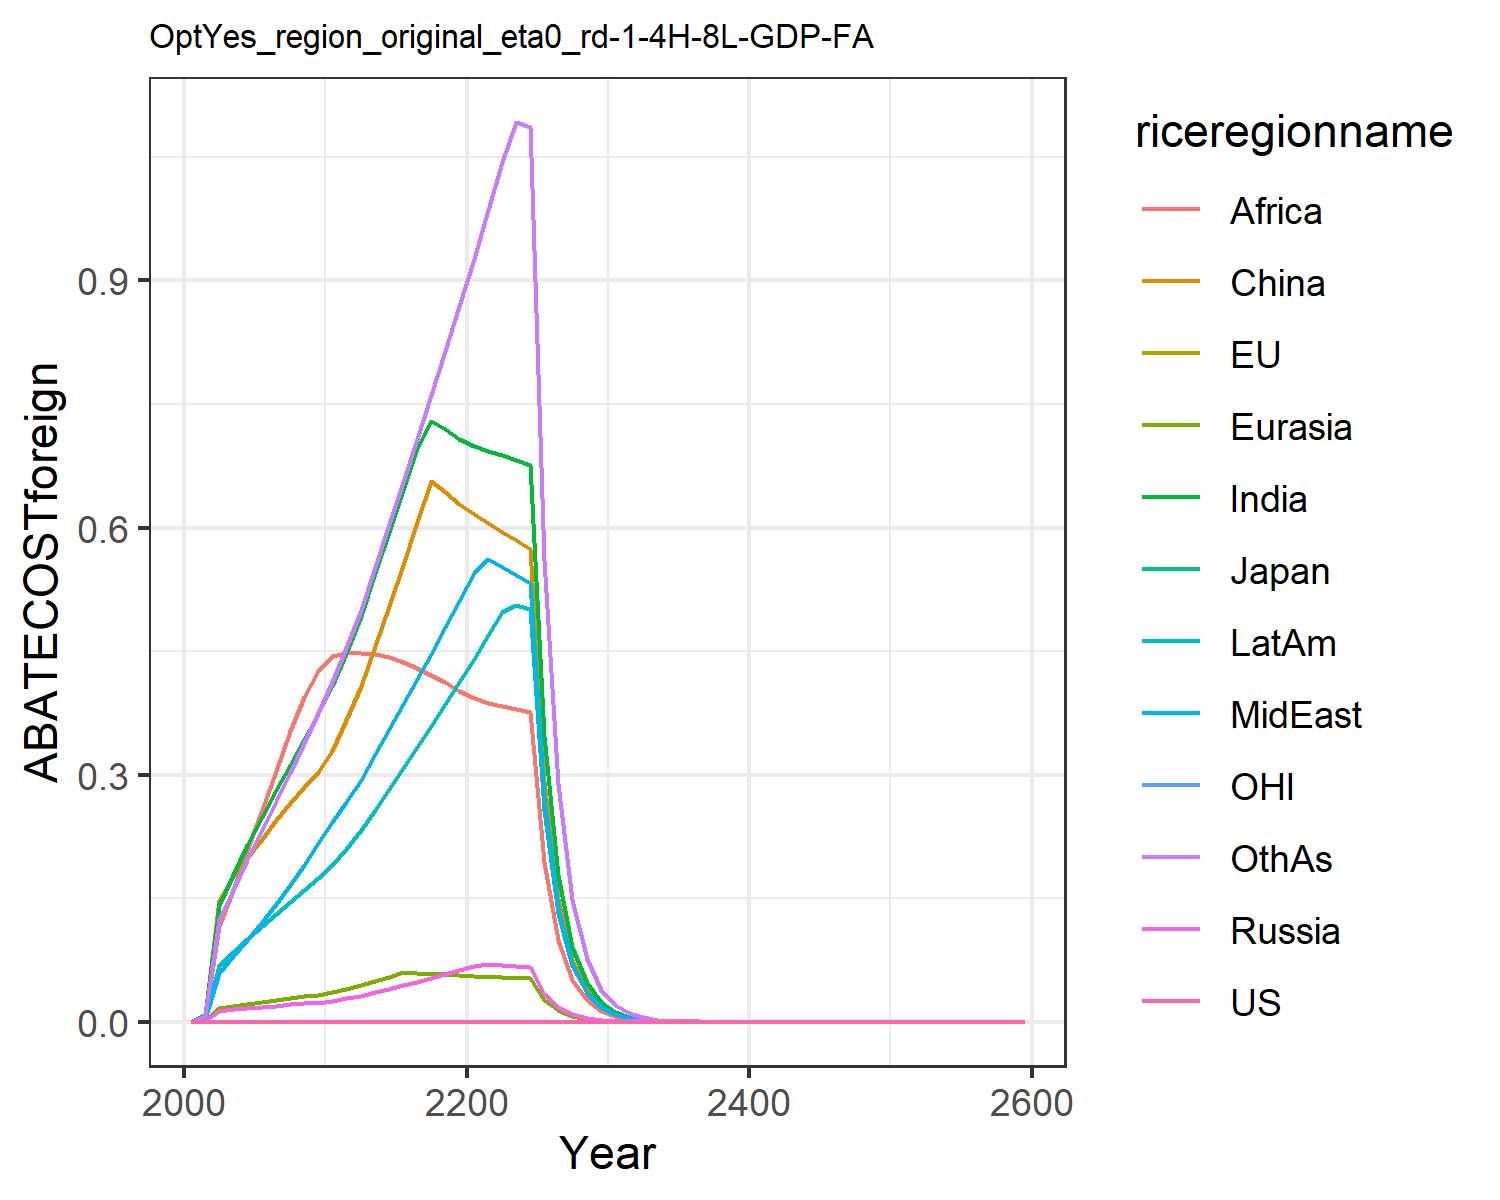 OptYes_region_original_eta0_rd-1-4H-8L-GDP-FA
ABATECOSTforeign
0.9
0.6
0.3
0.0
2000
2200
2400
2600
Year
riceregionname
Africa
China
EU
Eurasia
India
Japan
LatAm
MidEast
OHI
OthAs
Russia
US